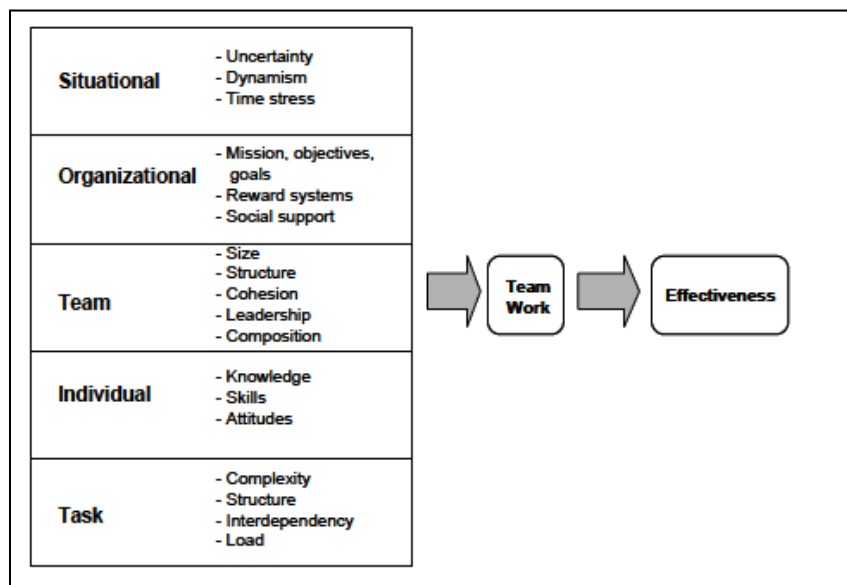 Situational
- Uncertainty
- Dynamism
- Time stress
Organizational
- Mission, objectives,
goals
- Reward systems
- Social support
Team
- Size
- Structure
- Cohesion
- Leadership
- Composition
Individual
- Knowledge
- Skills
- Attitudes
Task
- Complexity
- Structure
- Interdependency
- Load
Team
Work
Effectiveness